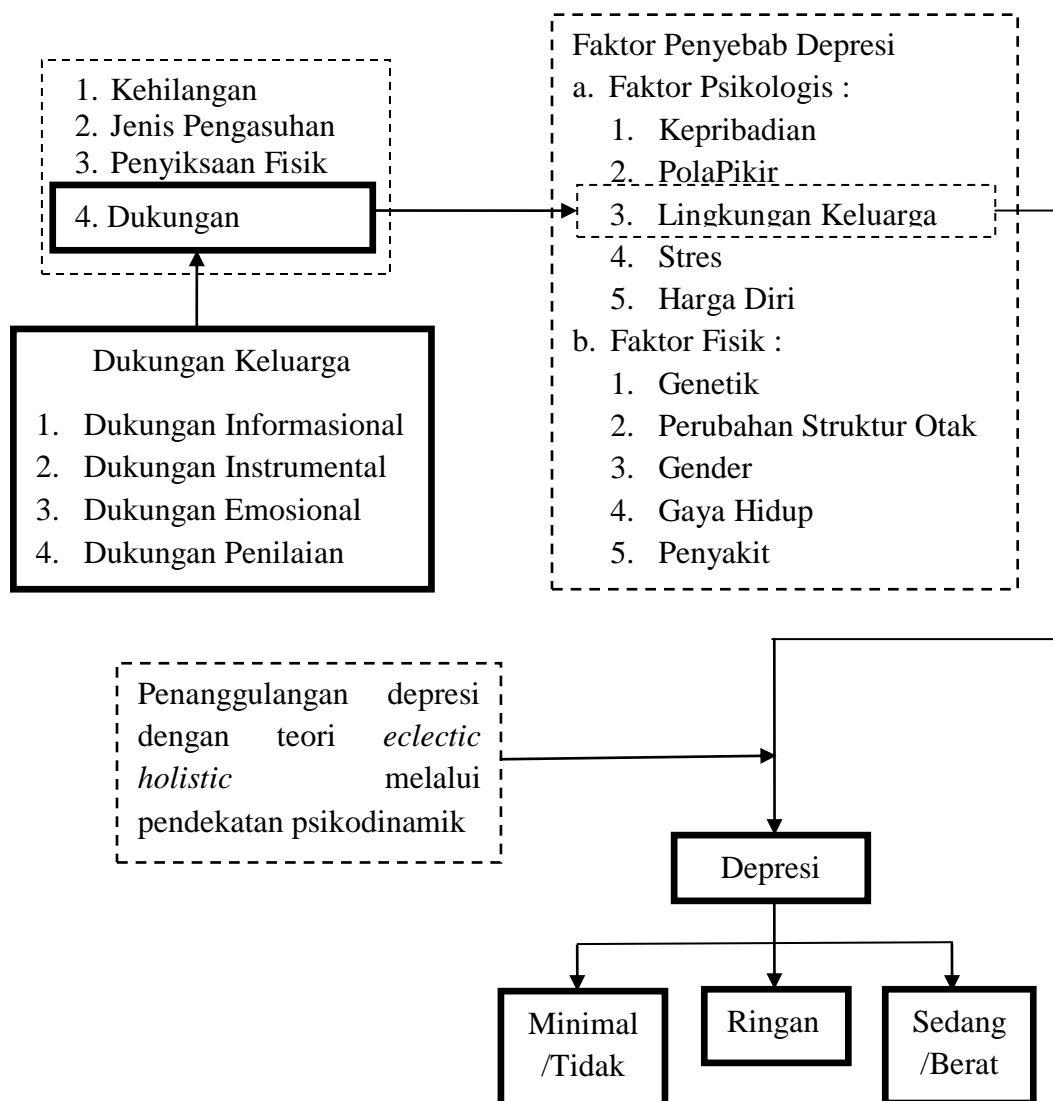 1. Kehilangan
2. Jenis Pengasuhan
3. Penyiksaan Fisik
4. Dukungan
Dukungan Keluarga
1. Dukungan Informasional
2. Dukungan Instrumental
3. Dukungan Emosional
4. Dukungan Penilaian
Faktor Penyebab Depresi
a. Faktor Psikologis :
1. Kepribadian
2. PolaPikir
3. Lingkungan Keluarga
4. Stres
5. Harga Diri
b. Faktor Fisik :
1. Genetik
2. Perubahan Struktur Otak
3. Gender
4. Gaya Hidup
5. Penyakit
Penanggulangan depresi
dengan teori eclectic
holistic melalui
pendekatan psikodinamik
Depresi
Minimal
/Tidak
Ringan
Sedang
/Berat